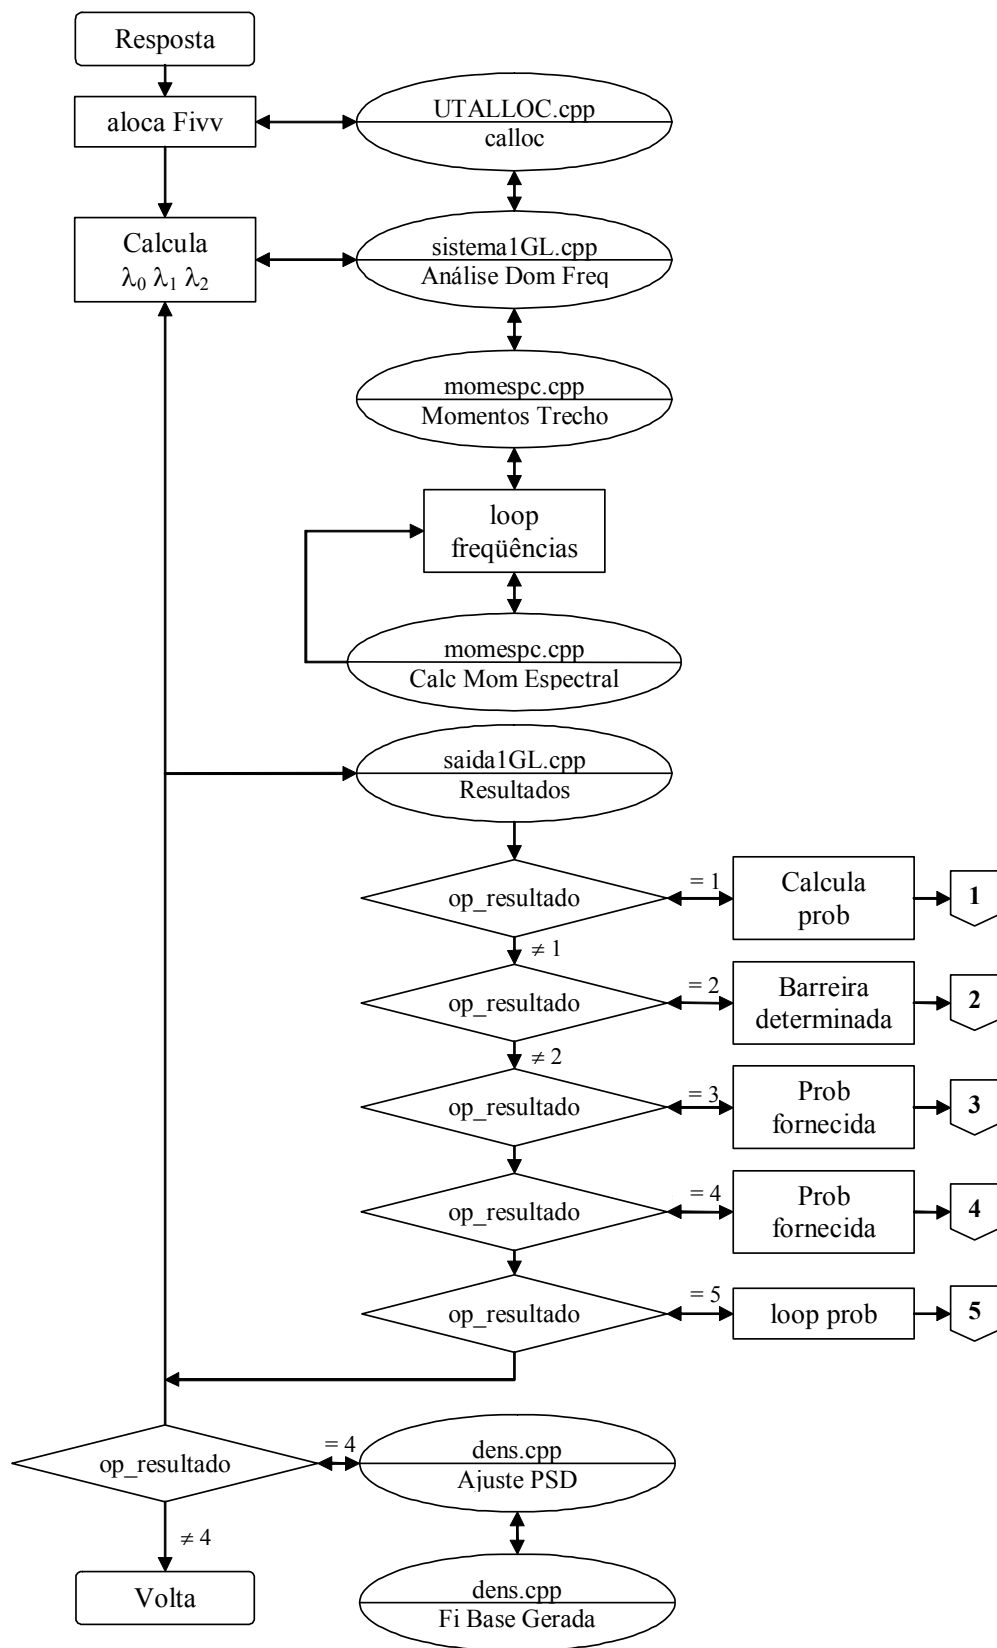 Resposta
aloca Fivv
UTALLOC.cpp
calloc
Calcula
λ0 λ1 λ2
sistema1GL.cpp
Análise Dom Freq
momespc.cpp
Momentos Trecho
loop
freqüências
momespc.cpp
Calc Mom Espectral
saida1GL.cpp
Resultados
op_resultado
= 1
Calcula
prob
1
≠ 1
op_resultado
= 2
Barreira
determinada
2
≠ 2
op_resultado
= 3
Prob
fornecida
3
op_resultado
= 4
Prob
fornecida
4
op_resultado
= 5
loop prob
5
op_resultado
= 4
dens.cpp
Ajuste PSD
≠ 4
Volta
dens.cpp
Fi Base Gerada